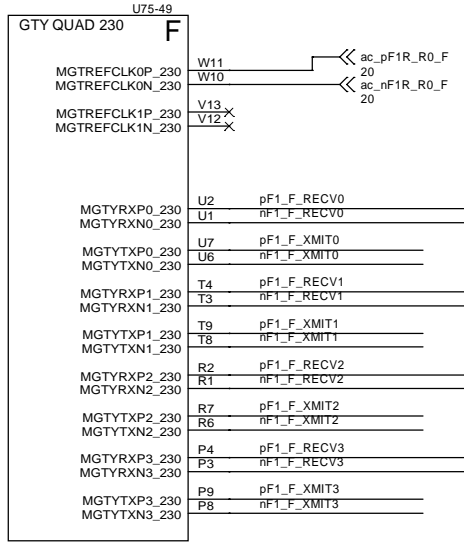 U75-49
GTY QUAD 230 F
MGTREFCLK0P_230 W11 ac_pF1R_R0_F
20
MGTREFCLK0N_230 W10 ac_nF1R_R0_F
20
MGTREFCLK1P_230 V13
MGTREFCLK1N_230 V12
MGTYRXP0_230 U2 pF1_F_RECV0
MGTYRXN0_230 U1 nF1_F_RECV0
MGTYTXP0_230 U7 pF1_F_XMIT0
MGTYTXN0_230 U6 nF1_F_XMIT0
MGTYRXP1_230 T4 pF1_F_RECV1
MGTYRXN1_230 T3 nF1_F_RECV1
MGTYTXP1_230 T9 pF1_F_XMIT1
MGTYTXN1_230 T8 nF1_F_XMIT1
MGTYRXP2_230 R2 pF1_F_RECV2
MGTYRXN2_230 R1 nF1_F_RECV2
MGTYTXP2_230 R7 pF1_F_XMIT2
MGTYTXN2_230 R6 nF1_F_XMIT2
MGTYRXP3_230 P4 pF1_F_RECV3
MGTYRXN3_230 P3 nF1_F_RECV3
MGTYTXP3_230 P9 pF1_F_XMIT3
MGTYTXN3_230 P8 nF1_F_XMIT3